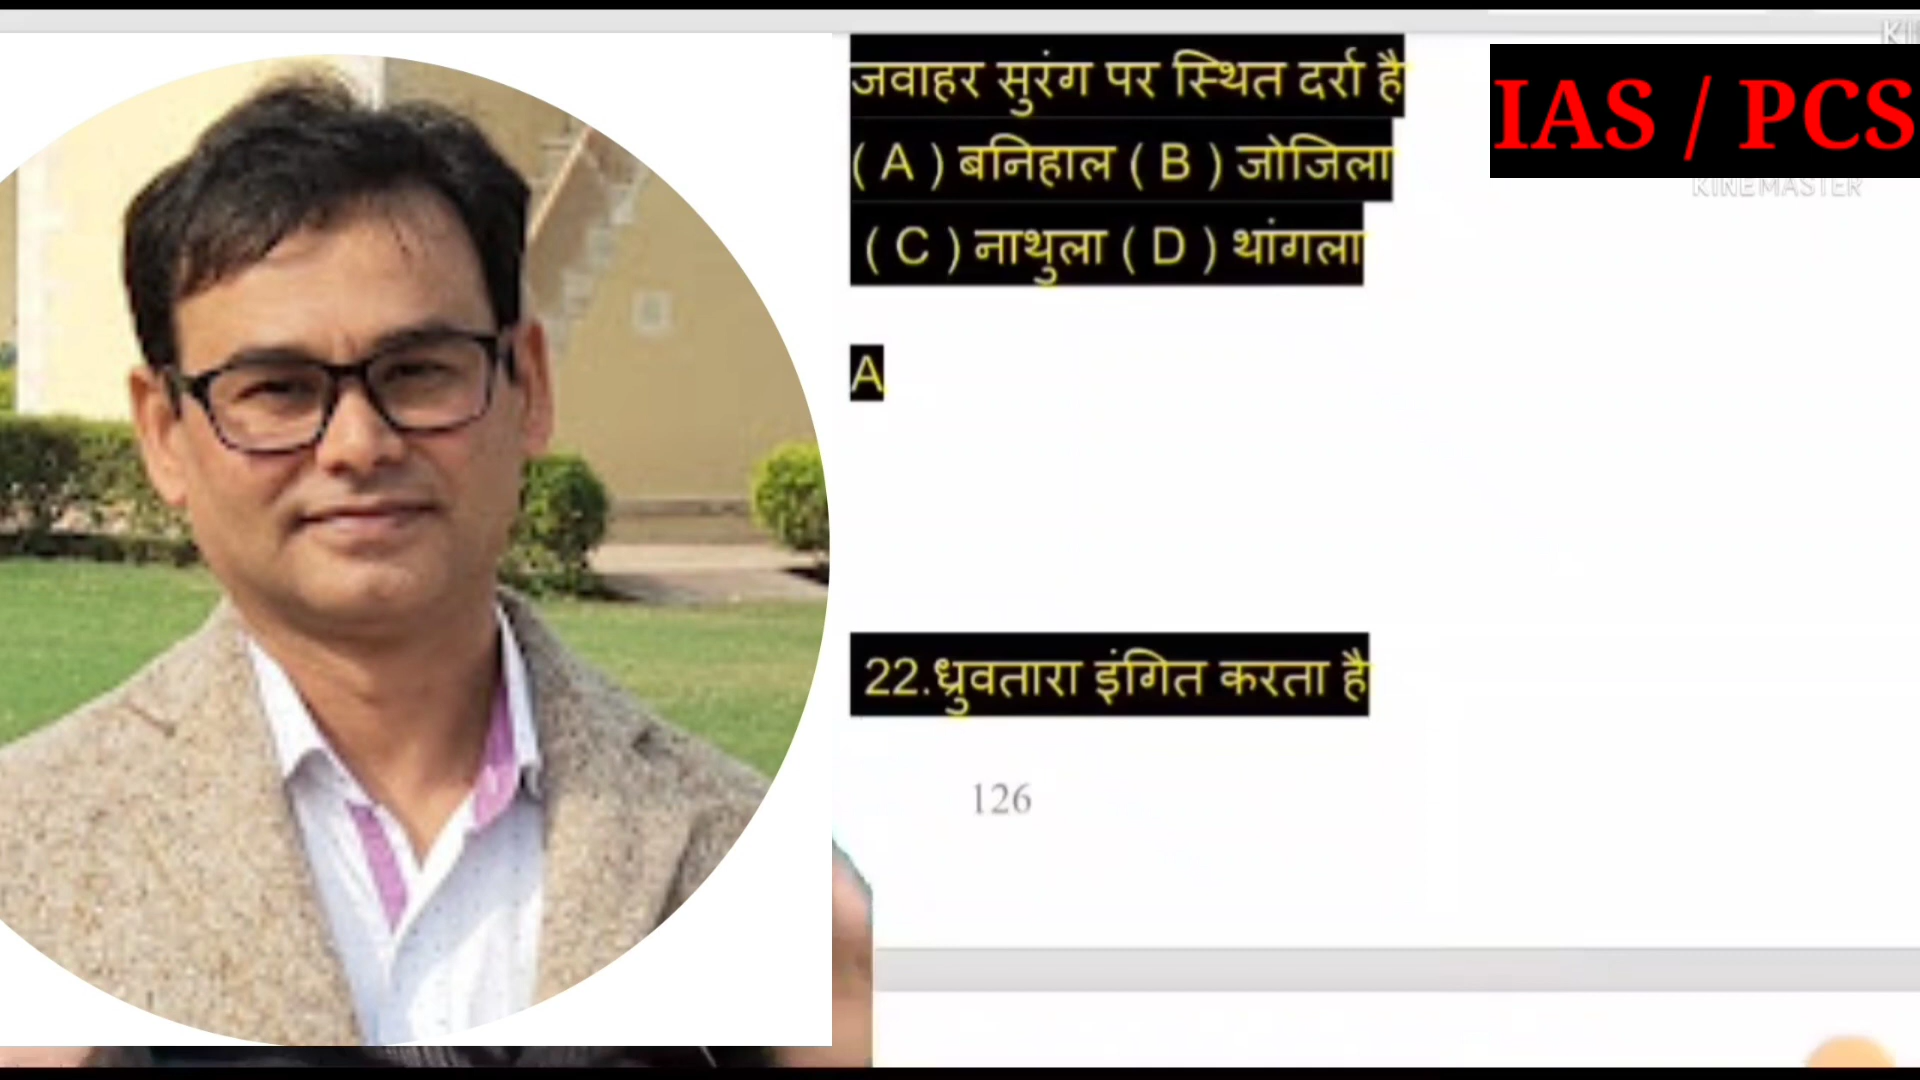 जवाहर सुरंग पर स्थित दर्रा है
( A ) बनिहाल ( B ) जोजिला
( C ) नाथुला ( D ) थांगला
A
22.ध्रुवतारा इंगित करता है
126
IAS / PCS
KINEMASTER